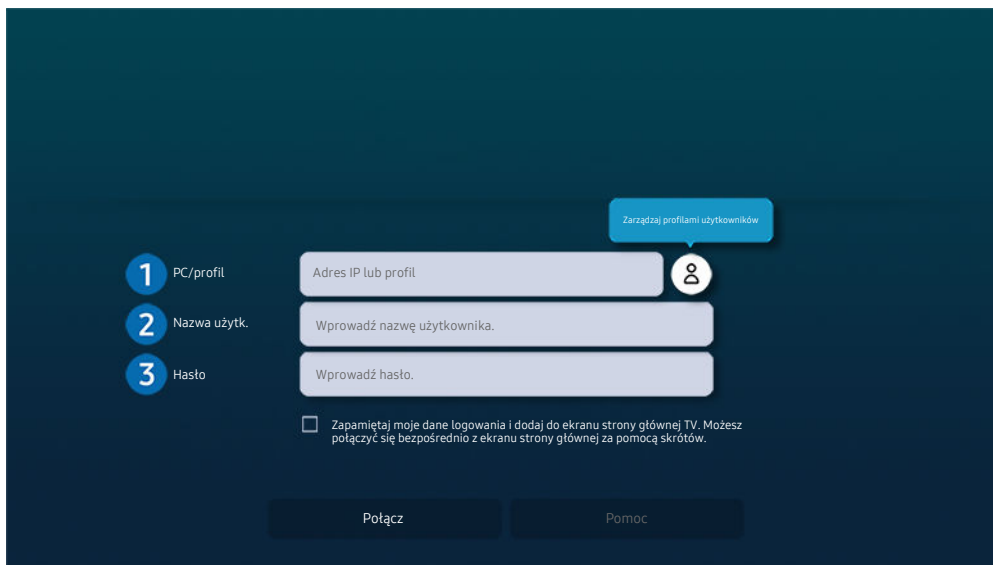 Zarządzaj profilami użytkowników
1 PC/profil Adres IP lub profil
2 Nazwa użytk. Wprowadź nazwę użytkownika.
3 Hasło Wprowadź hasło.
Zapamiętaj moje dane logowania i dodaj do ekranu strony głównej TV. Możesz
połączyć się bezpośrednio z ekranu strony głównej za pomocą skrótów.
Połącz Pomoc